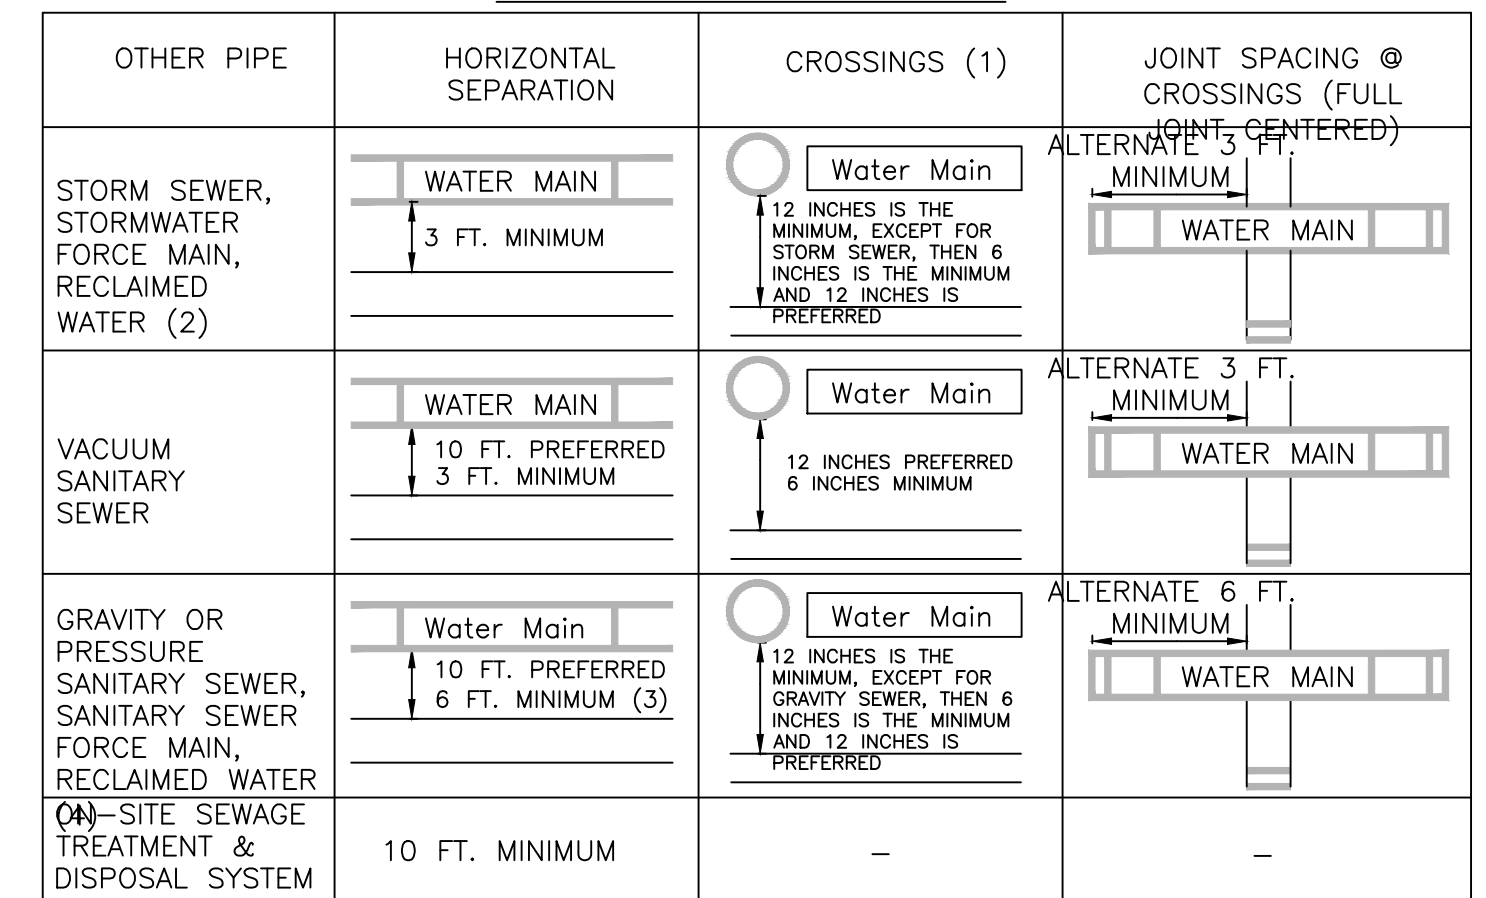 OTHER PIPE
HORIZONTAL
SEPARATION
CROSSINGS (1)
JOINT SPACING @
CROSSINGS (FULL
JOINT CENTERED)
STORM SEWER,
STORMWATER
FORCE MAIN,
RECLAIMED
WATER (2)
WATER MAIN
3 FT. MINIMUM
Water Main
12 INCHES IS THE
MINIMUM, EXCEPT FOR
STORM SEWER, THEN 6
INCHES IS THE MINIMUM
AND 12 INCHES IS
PREFERRED
ALTERNATE 3 FT.
MINIMUM
WATER MAIN
VACUUM
SANITARY
SEWER
WATER MAIN
10 FT. PREFERRED
3 FT. MINIMUM
Water Main
12 INCHES PREFERRED
6 INCHES MINIMUM
ALTERNATE 3 FT.
MINIMUM
WATER MAIN
GRAVITY OR
PRESSURE
SANITARY SEWER,
SANITARY SEWER
FORCE MAIN,
RECLAIMED WATER
(4)
Water Main
10 FT. PREFERRED
6 FT. MINIMUM (3)
Water Main
12 INCHES IS THE
MINIMUM, EXCEPT FOR
GRAVITY SEWER, THEN 6
INCHES IS THE MINIMUM
AND 12 INCHES IS
PREFERRED
ALTERNATE 6 FT.
MINIMUM
WATER MAIN
ON-SITE SEWAGE
TREATMENT &
DISPOSAL SYSTEM
10 FT. MINIMUM
–
–